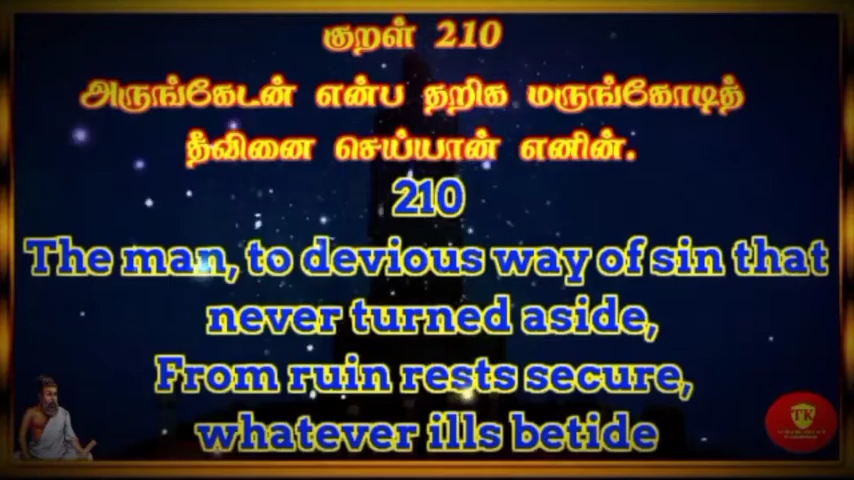 குறள் 210
அருங்கேடன் என்ப தறிக மருங்கோடித்
தீவினை செய்யான் எனின்.
210
The man, to devious way of sin that
never turned aside,
From ruin rests secure,
whatever ills betide
TK